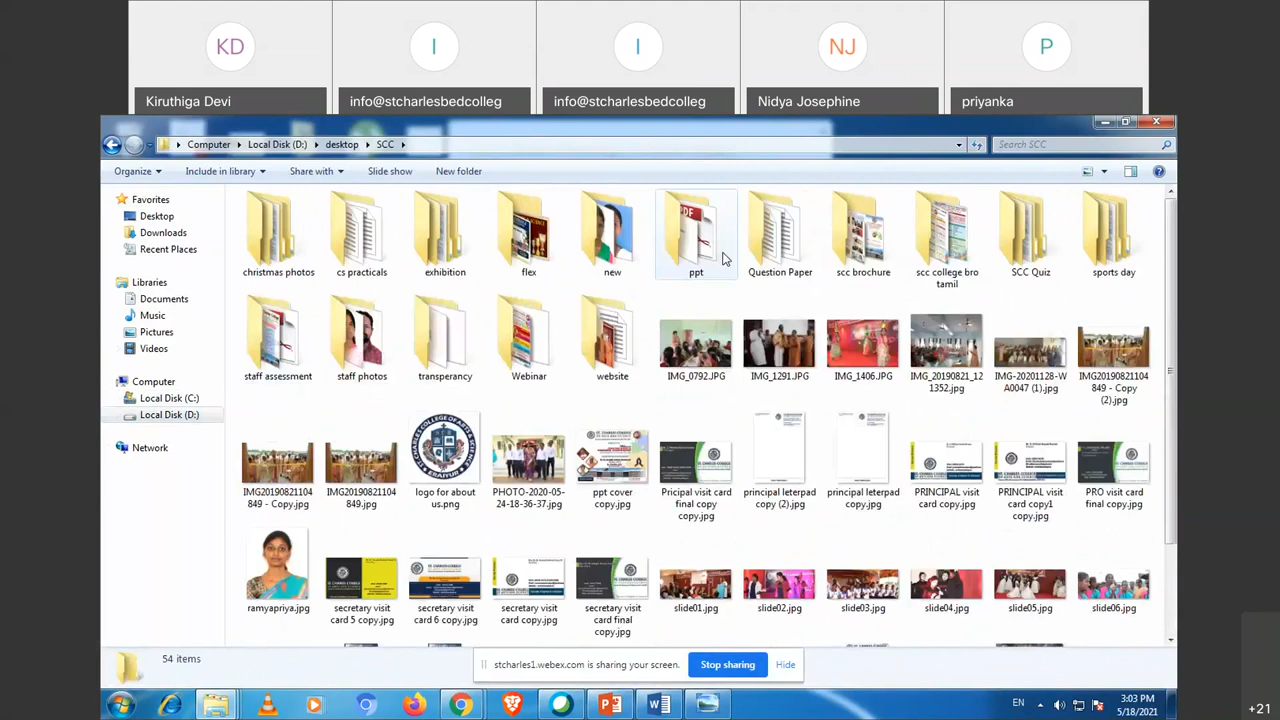 KD
I
I
NJ
P
Kiruthiga Devi
info@stcharlesbedcolleg
info@stcharlesbedcolleg
Nidya Josephine
priyanka
Computer
Local Disk (D:)
desktop
SCC
Search SCC
Organize
Include in library
Share with
Slide show
New folder
Favorites
Desktop
Downloads
Recent Places
Libraries
Documents
Music
Pictures
Videos
Computer
Local Disk (C:)
Local Disk (D:)
Network
christmas photos
cs practicals
exhibition
flex
new
ppt
Question Paper
scc brochure
scc college bro
tamil
SCC Quiz
sports day
staff assessment
staff photos
transperancy
Webinar
website
IMG_0792.JPG
IMG_1291.JPG
IMG_1406.JPG
IMG_20190821_12
1352.jpg
IMG-20201128-W
A0047 (1).jpg
IMG20190821104
849 - Copy
(2).jpg
IMG20190821104
849 - Copy.jpg
IMG20190821104
849.jpg
logo for about
us.png
PHOTO-2020-05-
24-18-36-37.jpg
ppt cover
copy.jpg
Pricipal visit card
final copy
copy.jpg
principal leterpad
copy (2).jpg
principal leterpad
copy.jpg
PRINCIPAL visit
card copy.jpg
PRINCIPAL visit
card copy1
copy.jpg
PRO visit card
final copy.jpg
ramyapriya.jpg
secretary visit
card 5 copy.jpg
secretary visit
card 6 copy.jpg
secretary visit
card copy.jpg
secretary visit
card final
copy.jpg
slide01.jpg
slide02.jpg
slide03.jpg
slide04.jpg
slide05.jpg
slide06.jpg
54 items
stcharles1.webex.com is sharing your screen.
Stop sharing
Hide
EN
3:03 PM
5/18/2021
+21